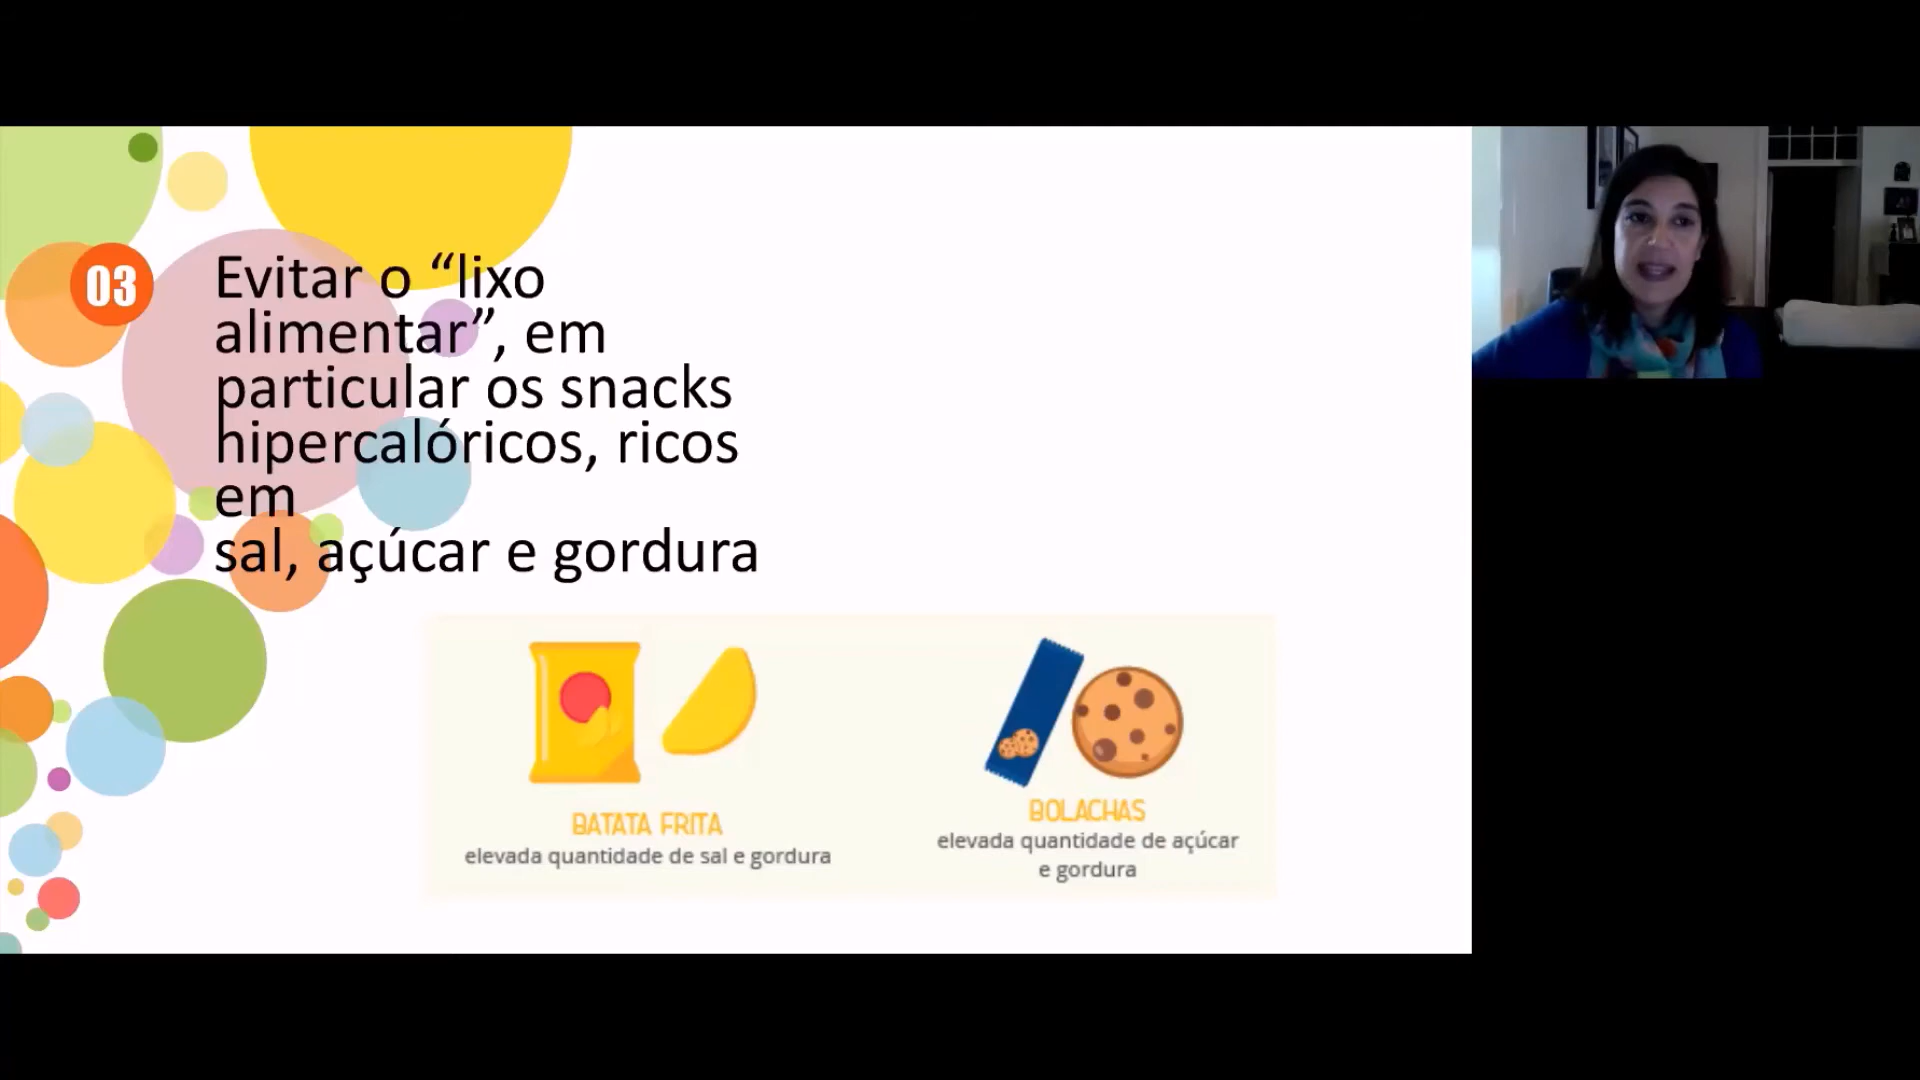 03
Evitar o “lixo
alimentar”, em
particular os snacks
hipercalóricos, ricos
em
sal, açúcar e gordura
BATATA FRITA
elevada quantidade de sal e gordura
BOLACHAS
elevada quantidade de açúcar
e gordura